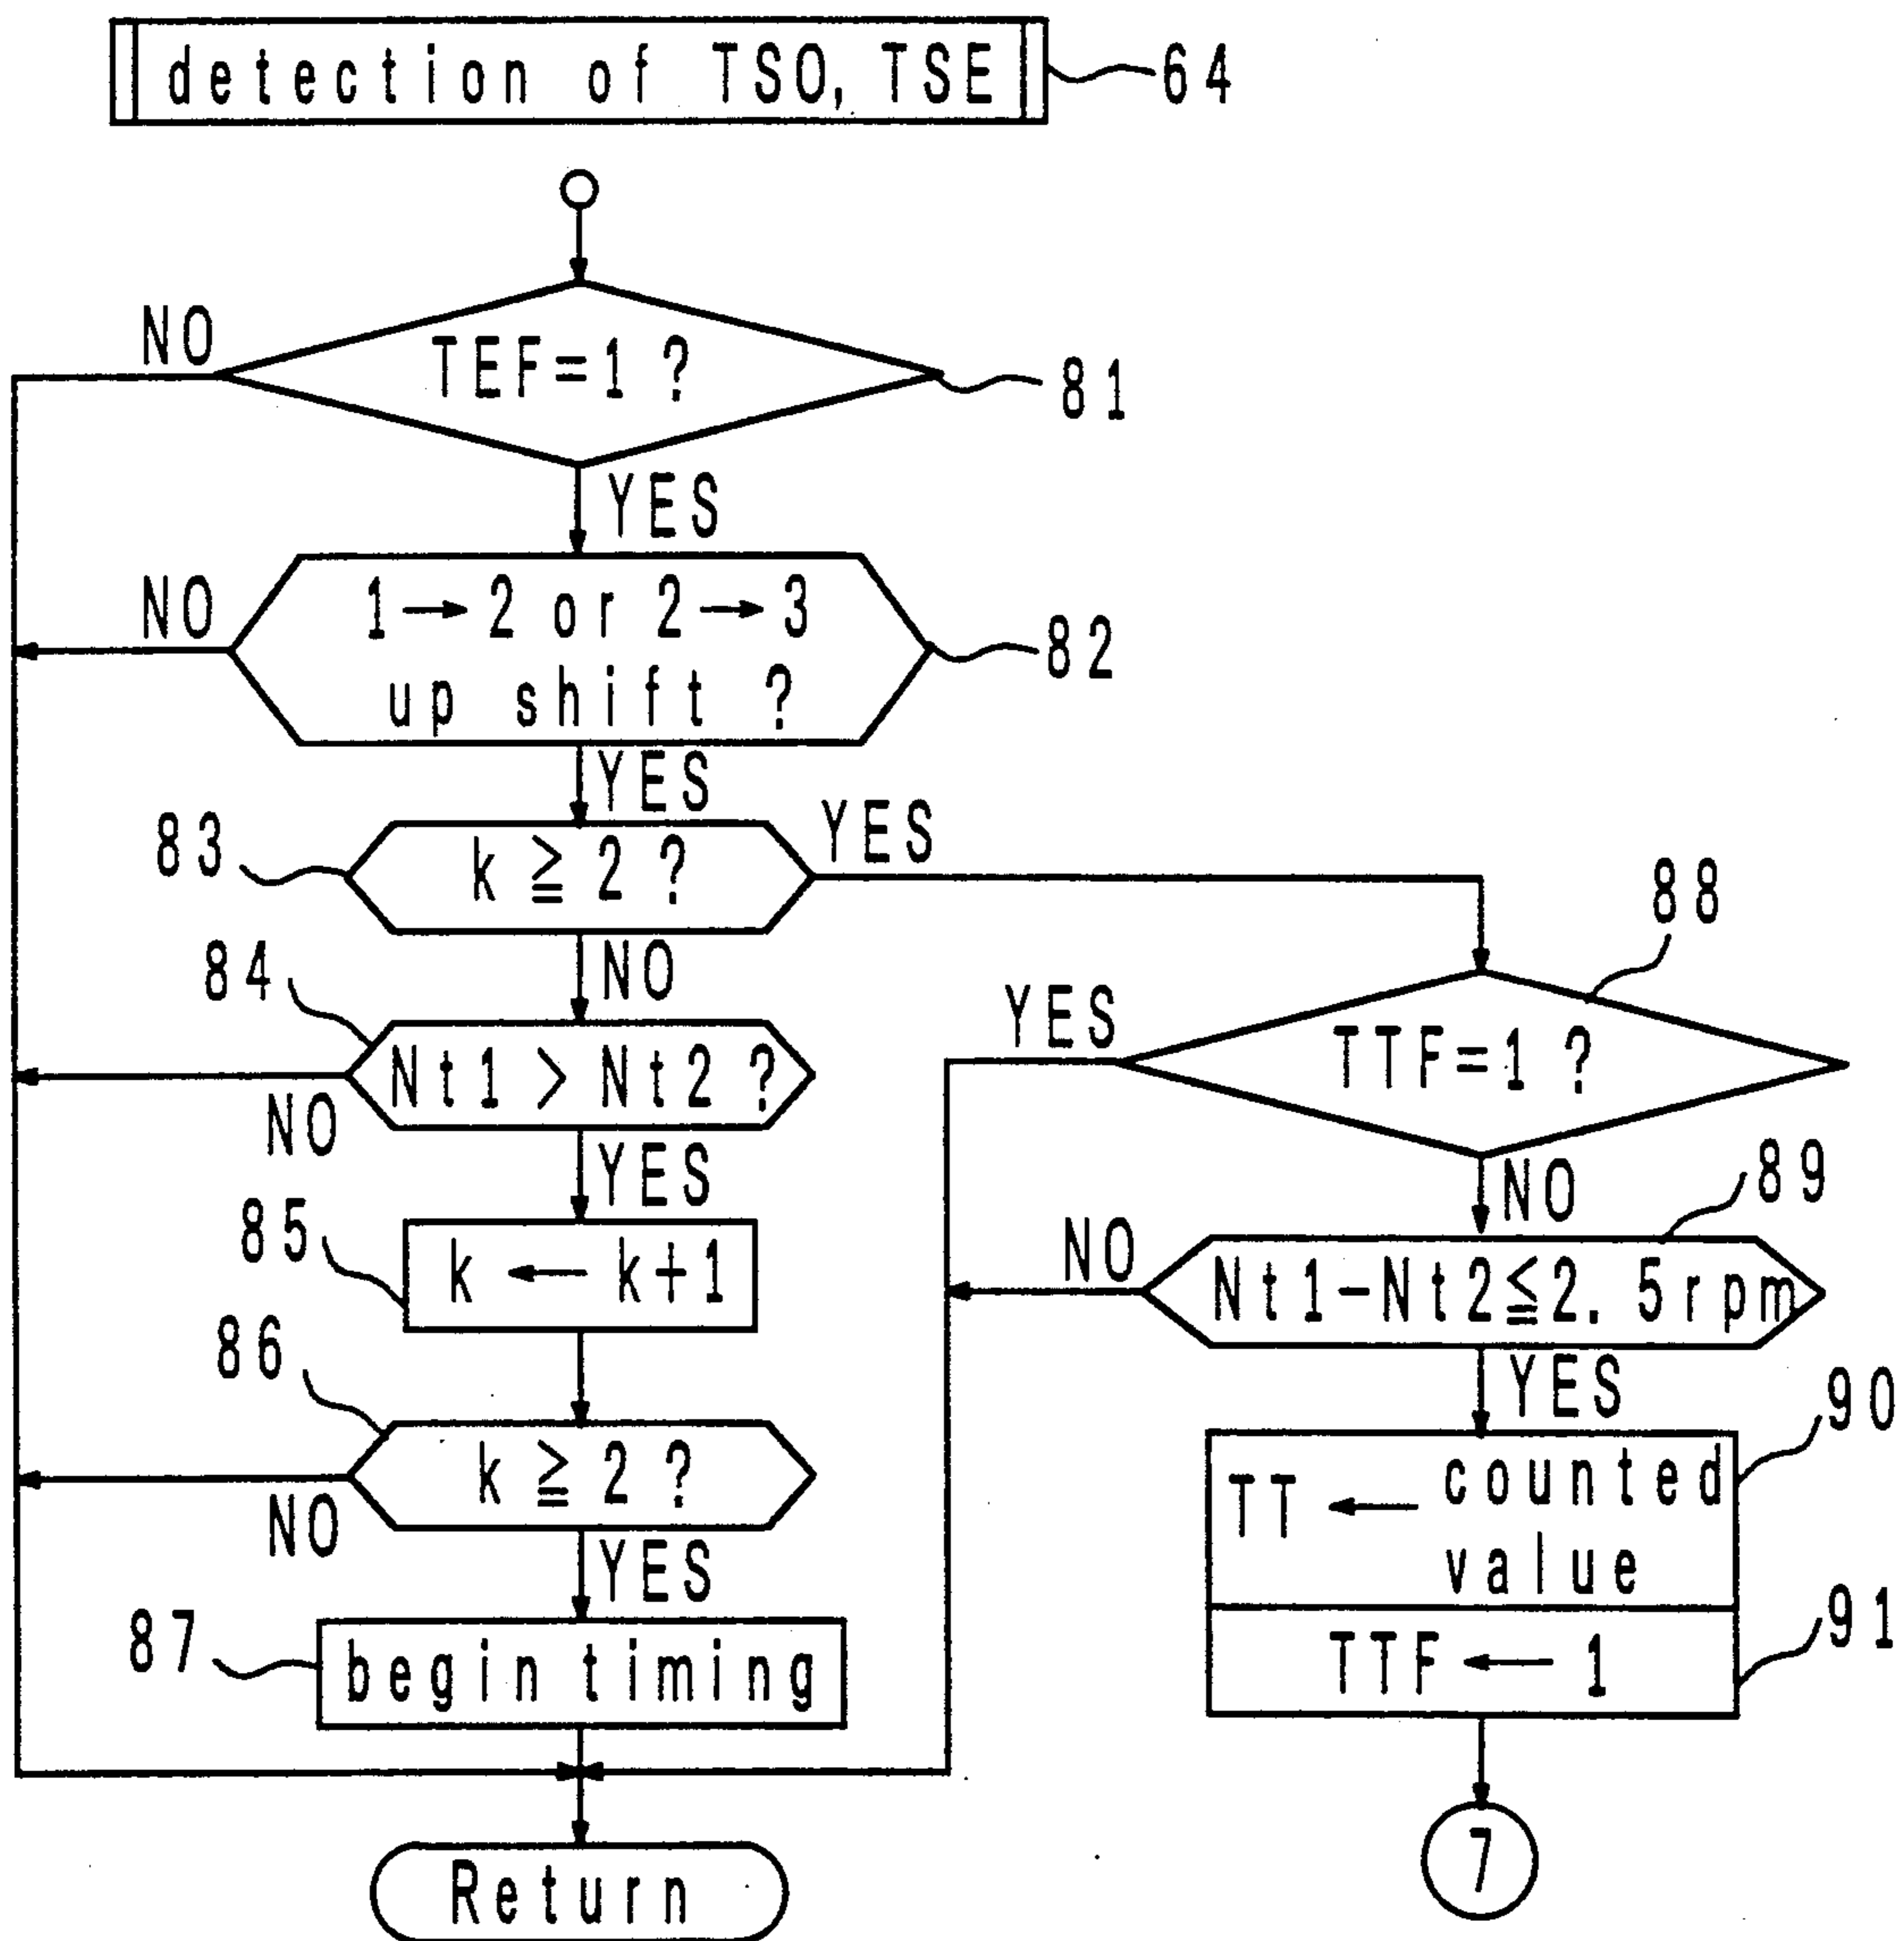 detection of TSO, TSE
64
NO
TEF=1 ?
81
YES
NO
1→2 or 2→3
up shift ?
82
YES
83
k ≧ 2 ?
YES
NO
88
84
Nt1 > Nt2 ?
NO
YES
YES
TTF=1 ?
NO
85
k ← k+1
89
NO
Nt1-Nt2≦2. 5rpm
86
k ≧ 2 ?
NO
YES
YES
90
TT ← counted
value
87
begin timing
91
TTF ← 1
Return
7